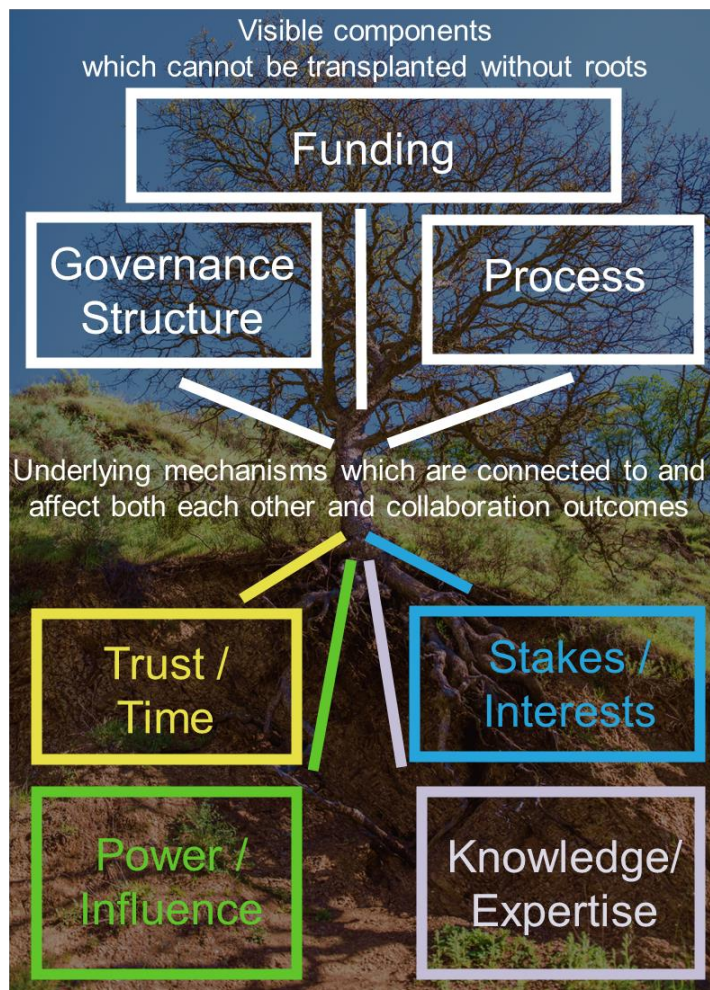 Visible components
which cannot be transplanted without roots
Funding
Governance
Structure
Process
Underlying mechanisms which are connected to and
affect both each other and collaboration outcomes
Trust /
Time
Stakes /
Interests
Power /
Influence
Knowledge/
Expertise